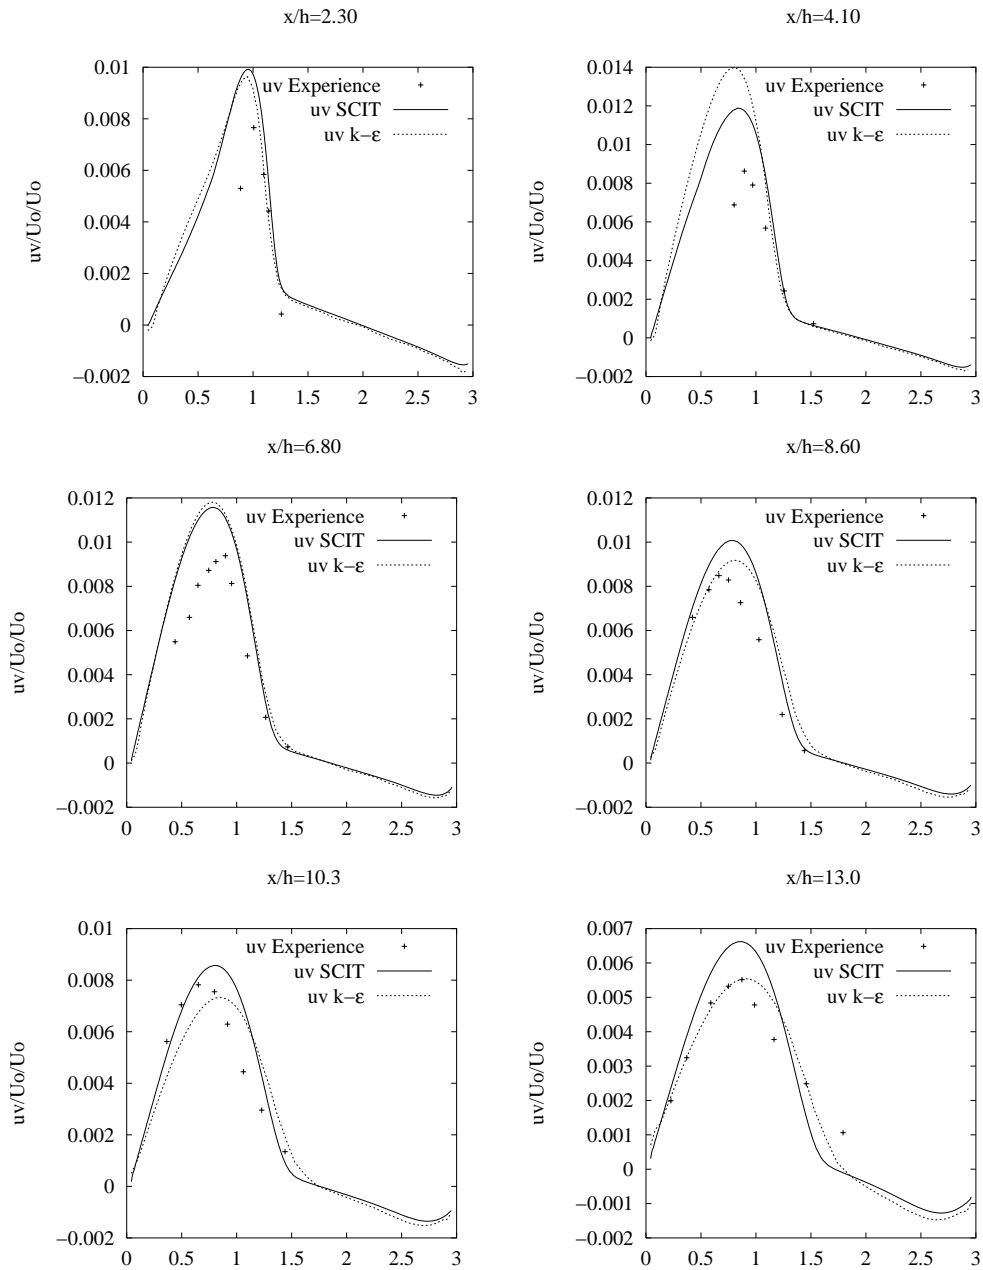 x/h=2.30
uv/Uo/Uo
0.01
0.008
0.006
0.004
0.002
0
−0.002
0 0.5 1 1.5 2 2.5 3
uv Experience
uv SCIT
uv k−ε
x/h=4.10
uv/Uo/Uo
0.014
0.012
0.01
0.008
0.006
0.004
0.002
0
−0.002
0 0.5 1 1.5 2 2.5 3
uv Experience
uv SCIT
uv k−ε
x/h=6.80
uv/Uo/Uo
0.012
0.01
0.008
0.006
0.004
0.002
0
−0.002
0 0.5 1 1.5 2 2.5 3
uv Experience
uv SCIT
uv k−ε
x/h=8.60
uv/Uo/Uo
0.012
0.01
0.008
0.006
0.004
0.002
0
−0.002
0 0.5 1 1.5 2 2.5 3
uv Experience
uv SCIT
uv k−ε
x/h=10.3
uv/Uo/Uo
0.01
0.008
0.006
0.004
0.002
0
−0.002
0 0.5 1 1.5 2 2.5 3
uv Experience
uv SCIT
uv k−ε
x/h=13.0
uv/Uo/Uo
0.007
0.006
0.005
0.004
0.003
0.002
0.001
0
−0.001
−0.002
0 0.5 1 1.5 2 2.5 3
uv Experience
uv SCIT
uv k−ε